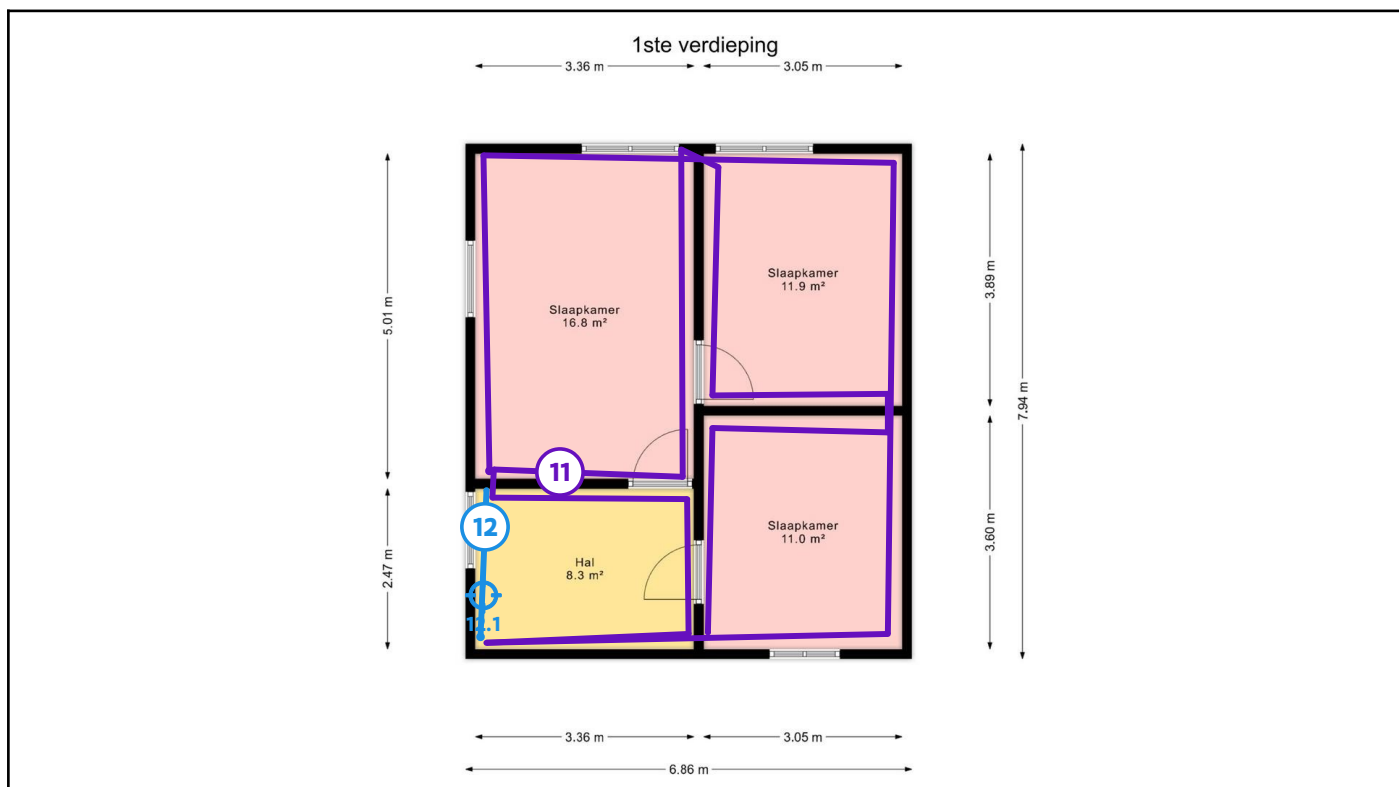 1ste verdieping
3.36 m
3.05 m
5.01 m
3.89 m
7.94 m
Slaapkamer
11.9 m²
Slaapkamer
16.8 m²
11
12
Slaapkamer
11.0 m²
3.60 m
2.47 m
Hal
8.3 m²
12.1
3.36 m
3.05 m
6.86 m